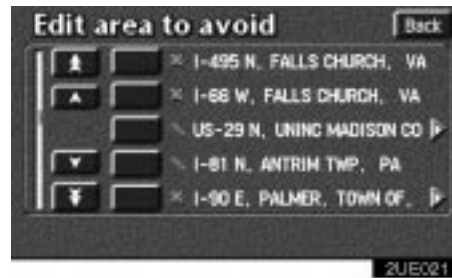 Edit area to avoid Back
I-495 N, FALLS CHURCH, VA
I-66 W, FALLS CHURCH, VA
US-29 N, UNINC MADISON CO
I-81 N, ANTRIM TWP, PA
I-90 E, PALMER, TOWN OF,
2UE021